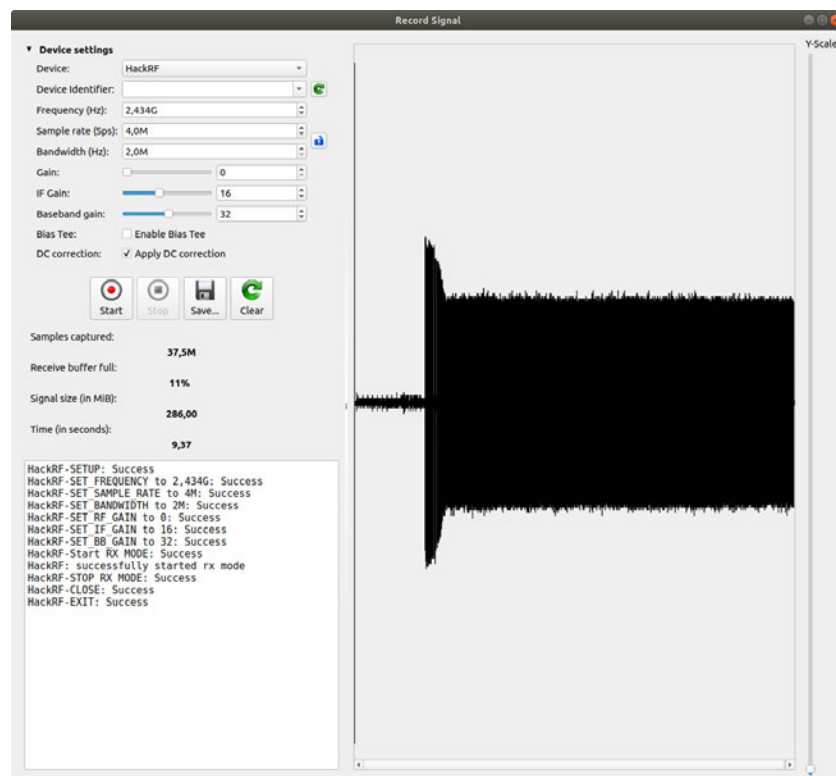 Record Signal
Y-Scale
Device settings
Device: HackRF
Device Identifier:
Frequency (Hz): 2,434G
Sample rate (Sps): 4,0M
Bandwidth (Hz): 2,0M
Gain: 0
IF Gain: 16
Baseband gain: 32
Bias Tee: Enable Bias Tee
DC correction: Apply DC correction
Start Stop Save... Clear
Samples captured:
37,5M
Receive buffer full:
11%
Signal size (in MiB):
286,00
Time (in seconds):
9,37
HackRF-SETUP: Success
HackRF-SET_FREQUENCY to 2,434G: Success
HackRF-SET_SAMPLE_RATE to 4M: Success
HackRF-SET_BANDWIDTH to 2M: Success
HackRF-SET_RF_GAIN to 0: Success
HackRF-SET_IF_GAIN to 16: Success
HackRF-SET_BB_GAIN to 32: Success
HackRF-Start RX MODE: Success
HackRF: successfully started rx mode
HackRF-STOP RX MODE: Success
HackRF-CLOSE: Success
HackRF-EXIT: Success